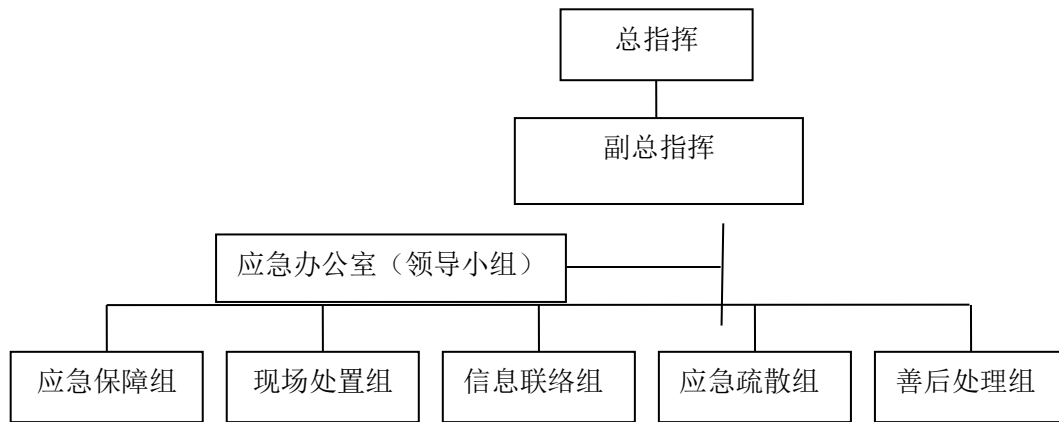 总指挥
副总指挥
应急办公室（领导小组）
应急保障组
现场处置组
信息联络组
应急疏散组
善后处理组